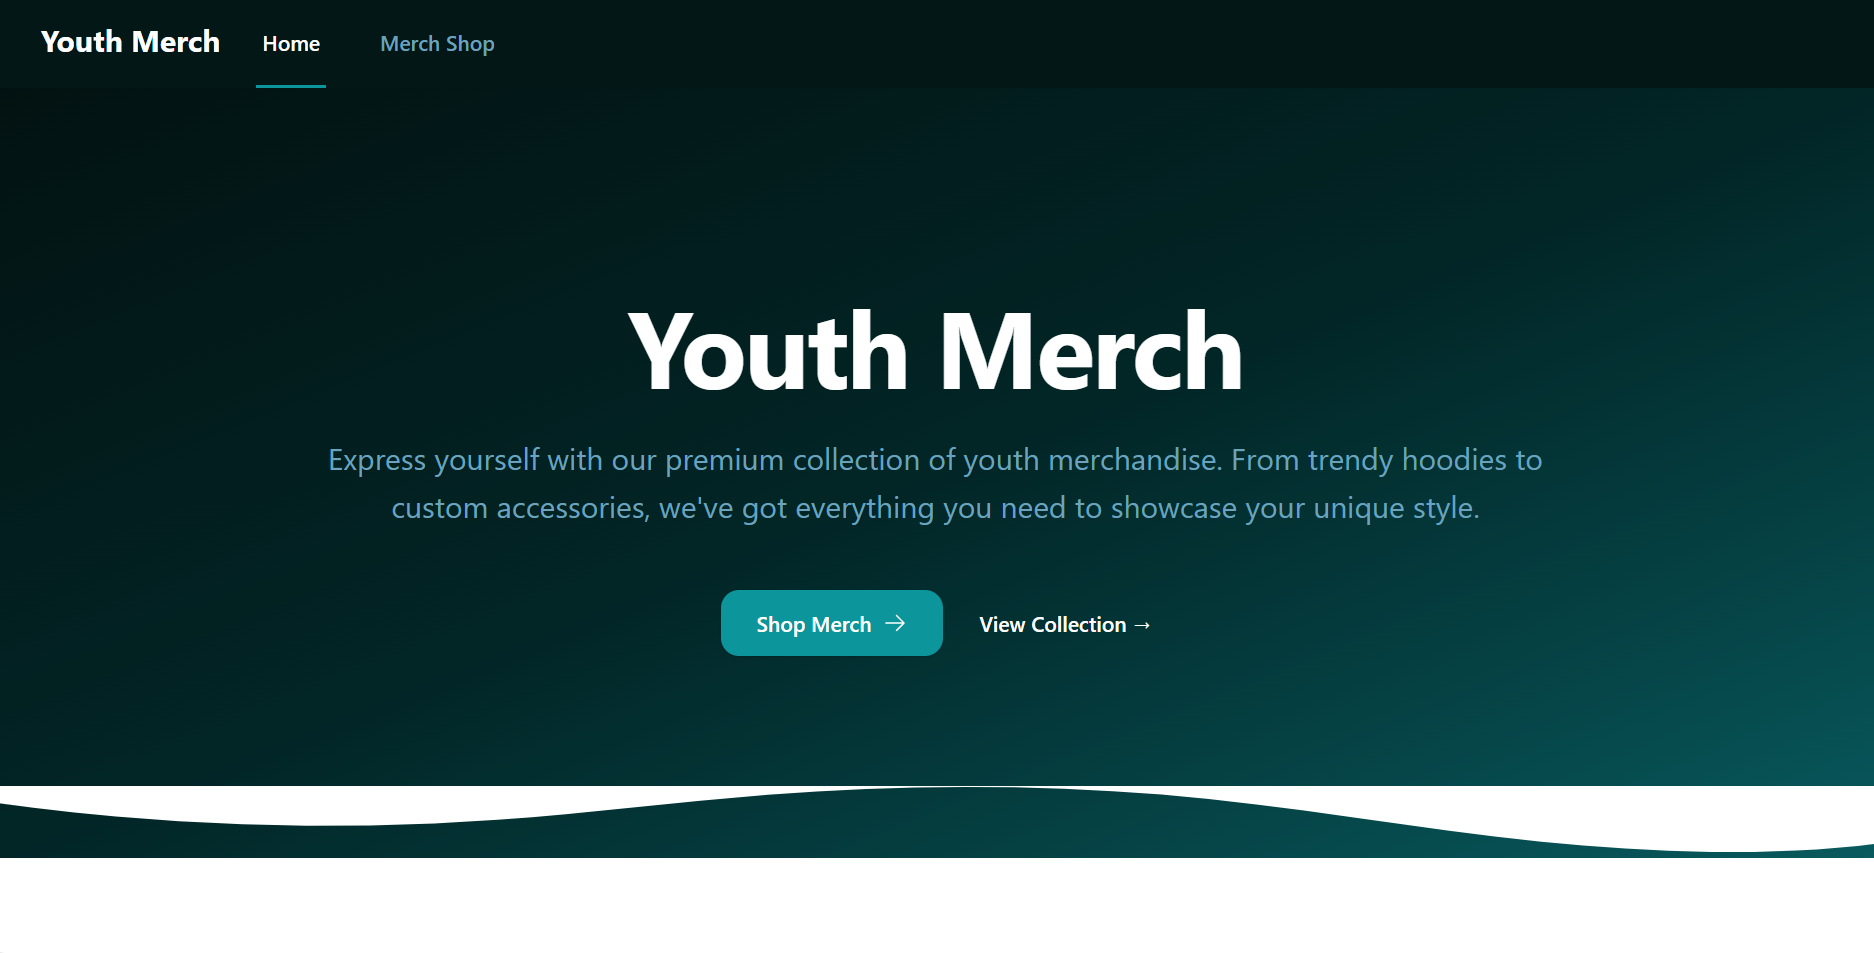 Youth Merch
Home
Merch Shop
Youth Merch
Express yourself with our premium collection of youth merchandise. From trendy hoodies to
custom accessories, we've got everything you need to showcase your unique style.
Shop Merch →
View Collection →